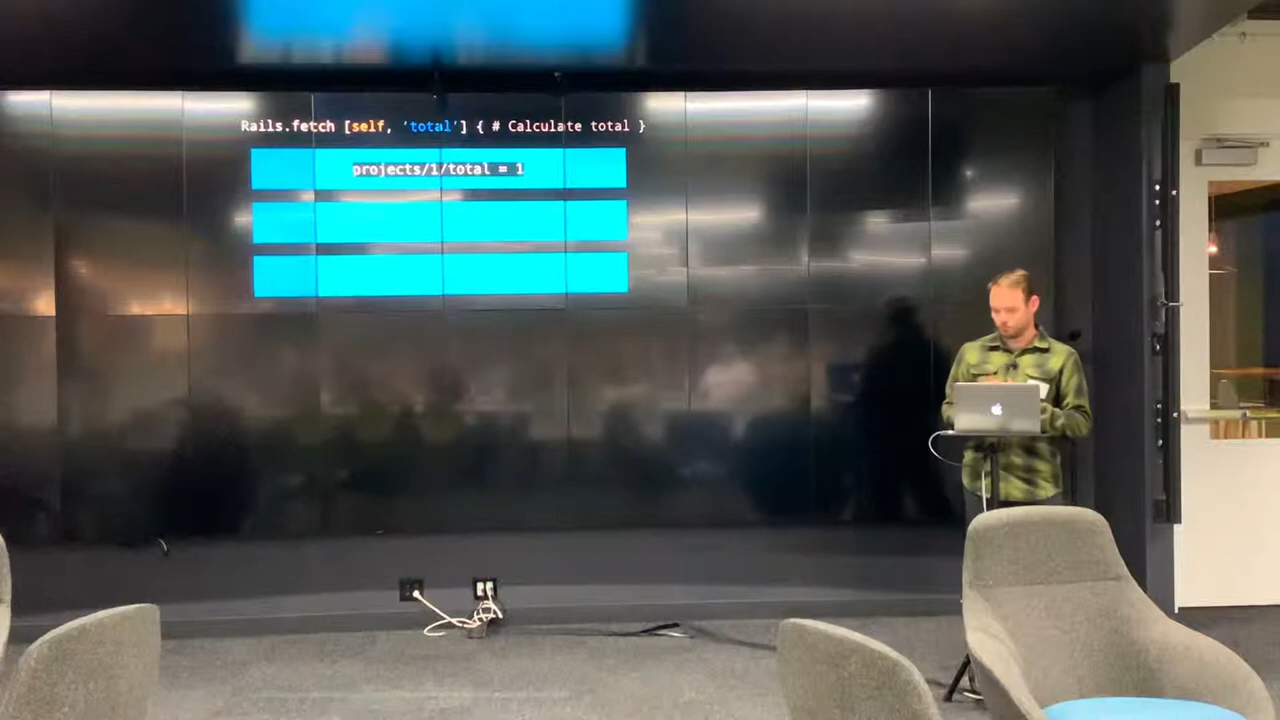 Rails.fetch [self, ‘total’] { # Calculate total }
projects/1/total = 1